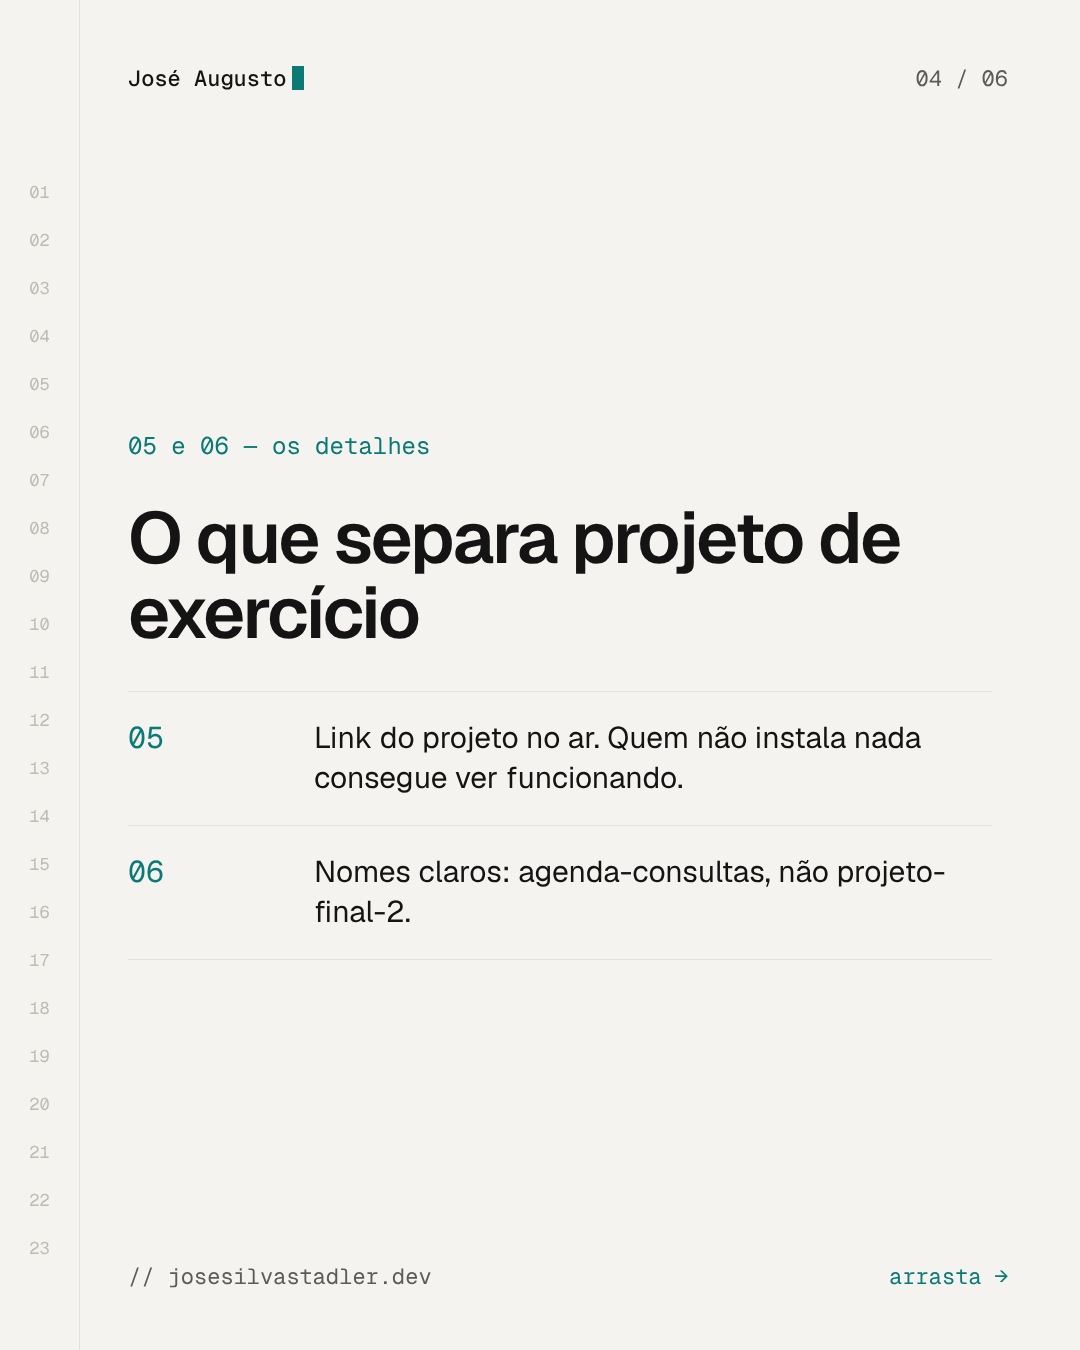 José Augusto
04 / 06
01
02
03
04
05
06
07
08
09
10
11
12
13
14
15
16
17
18
19
20
21
22
23
05 e 06 — os detalhes
O que separa projeto de
exercício
05
Link do projeto no ar. Quem não instala nada
consegue ver funcionando.
06
Nomes claros: agenda-consultas, não projeto-
final-2.
// josesilvastadler.dev
arrasta →